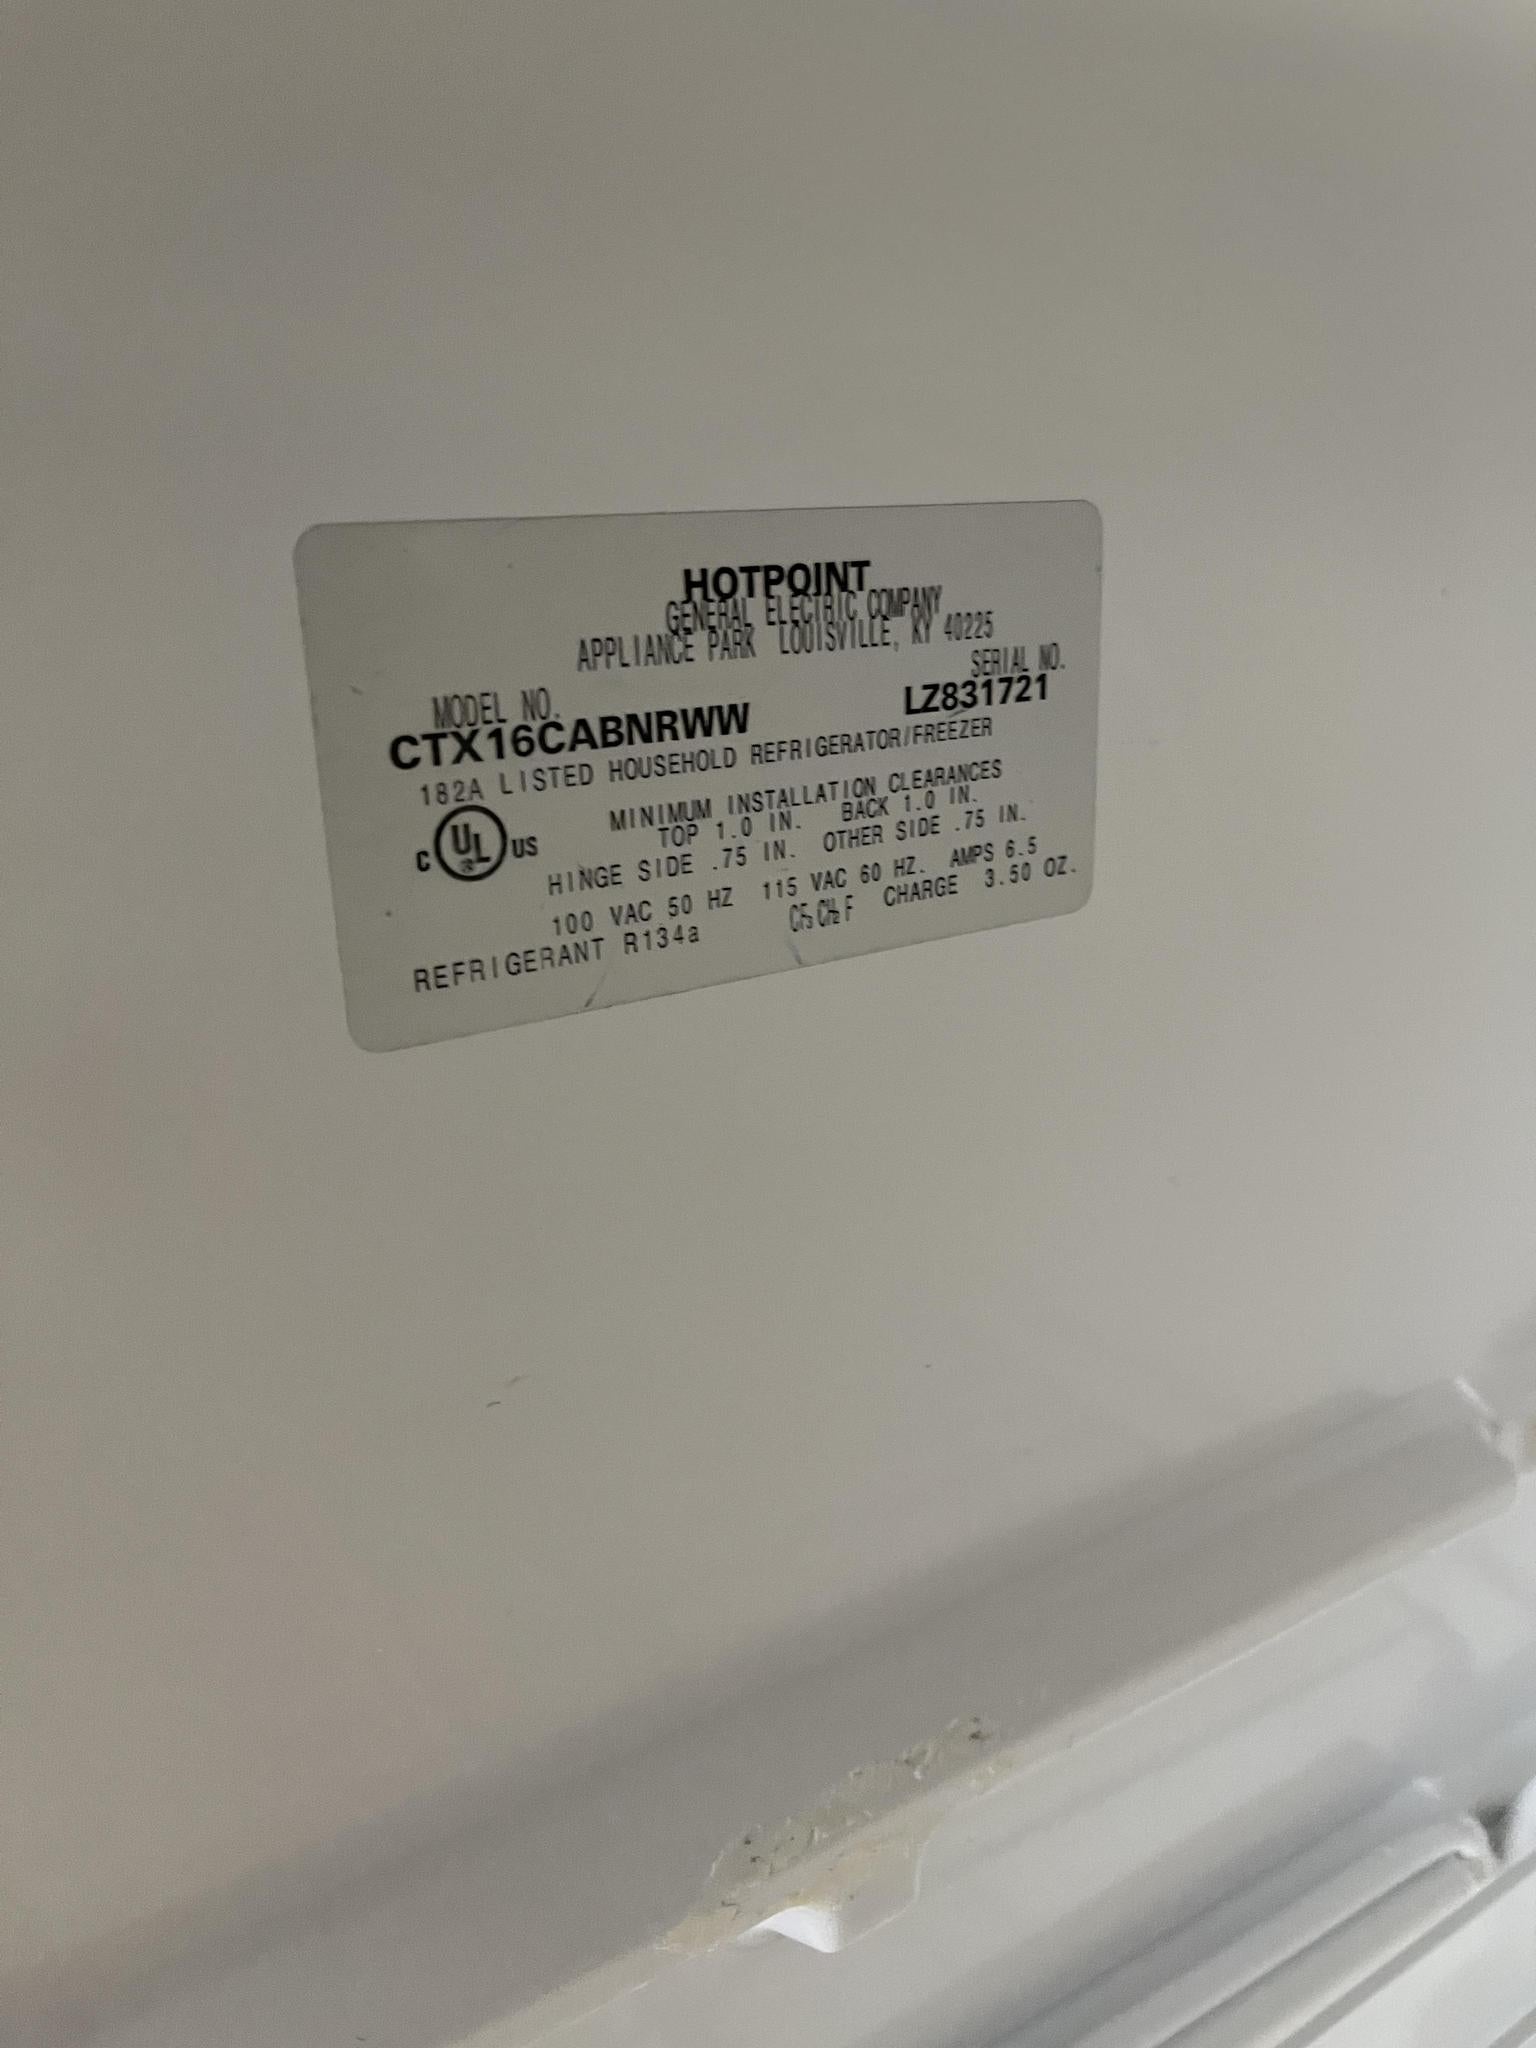 HOTPOINT
GENERAL ELECTRIC COMPANY
APPLIANCE PARK LOUISVILLE, KY 40225
MODEL NO. SERIAL NO.
CTX16CABNRWW LZ831721
182A LISTED HOUSEHOLD REFRIGERATOR/FREEZER
MINIMUM INSTALLATION CLEARANCES
TOP 1.0 IN. BACK 1.0 IN.
C UL US
HINGE SIDE .75 IN. OTHER SIDE .75 IN.
100 VAC 50 HZ 115 VAC 60 HZ. AMPS 6.5
REFRIGERANT R134a CF₃CH₂F CHARGE 3.50 OZ.